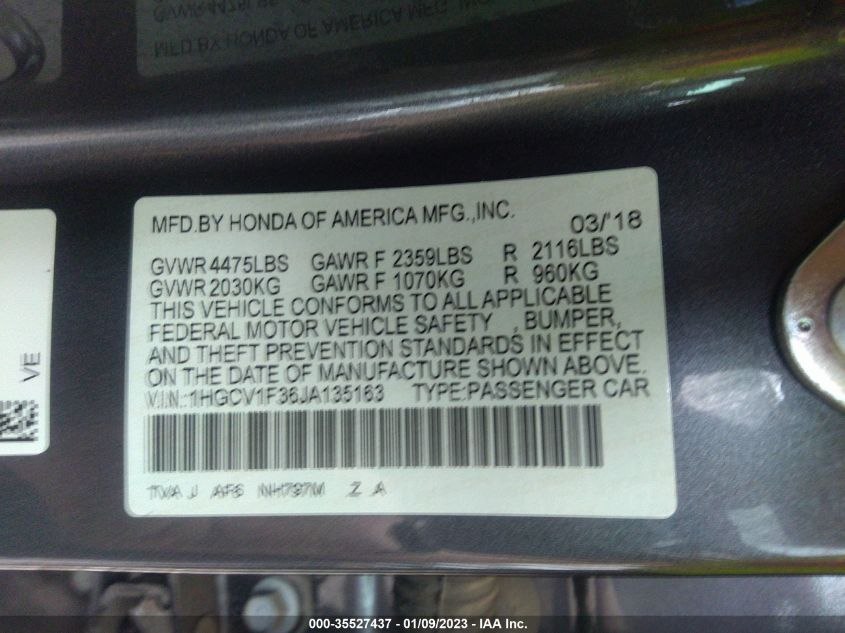 MFD.BY HONDA OF AMERICA MFG.,INC. 03/'18
GVWR 4475LBS GAWR F 2359LBS R 2116LBS
GVWR 2030KG GAWR F 1070KG R 960KG
THIS VEHICLE CONFORMS TO ALL APPLICABLE
FEDERAL MOTOR VEHICLE SAFETY , BUMPER,
AND THEFT PREVENTION STANDARDS IN EFFECT
ON THE DATE OF MANUFACTURE SHOWN ABOVE.
V.I.N.:1HGCV1F36JA135163 TYPE:PASSENGER CAR
TVA J AF6 NH797M Z A
VE
000-35527437 - 01/09/2023 - IAA Inc.